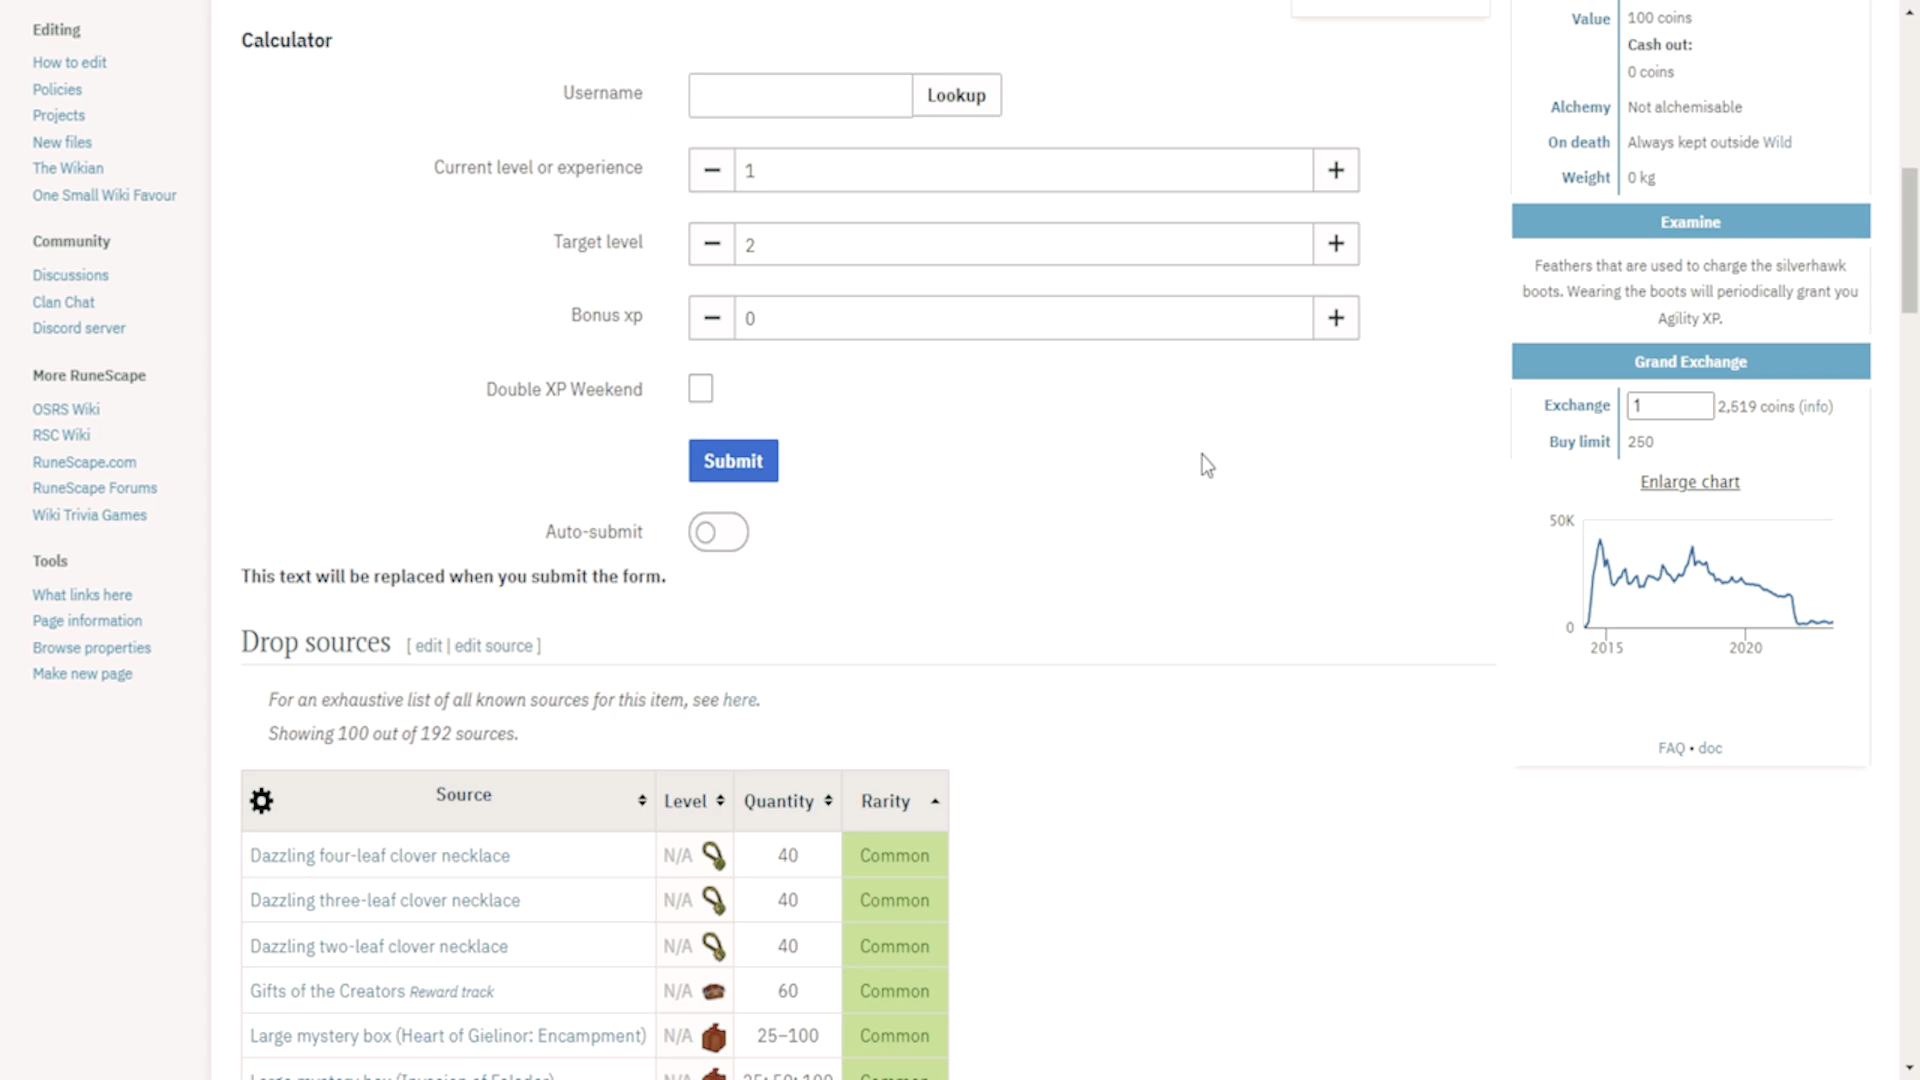 Editing
How to edit
Policies
Projects
New files
The Wikian
One Small Wiki Favour
Community
Discussions
Clan Chat
Discord server
More RuneScape
OSRS Wiki
RSC Wiki
RuneScape.com
RuneScape Forums
Wiki Trivia Games
Tools
What links here
Page information
Browse properties
Make new page
Calculator
Username
Lookup
Current level or experience
1
Target level
2
Bonus xp
0
Double XP Weekend
Submit
Auto-submit
This text will be replaced when you submit the form.
Drop sources [ edit | edit source ]
For an exhaustive list of all known sources for this item, see here.
Showing 100 out of 192 sources.
Source Level Quantity Rarity
Dazzling four-leaf clover necklace N/A 40 Common
Dazzling three-leaf clover necklace N/A 40 Common
Dazzling two-leaf clover necklace N/A 40 Common
Gifts of the Creators Reward track N/A 60 Common
Large mystery box (Heart of Gielinor: Encampment) N/A 25–100 Common
Value 100 coins
Cash out:
0 coins
Alchemy Not alchemisable
On death Always kept outside Wild
Weight 0 kg
Examine
Feathers that are used to charge the silverhawk
boots. Wearing the boots will periodically grant you
Agility XP.
Grand Exchange
Exchange 1 2,519 coins (info)
Buy limit 250
Enlarge chart
50K
0
2015 2020
FAQ • doc